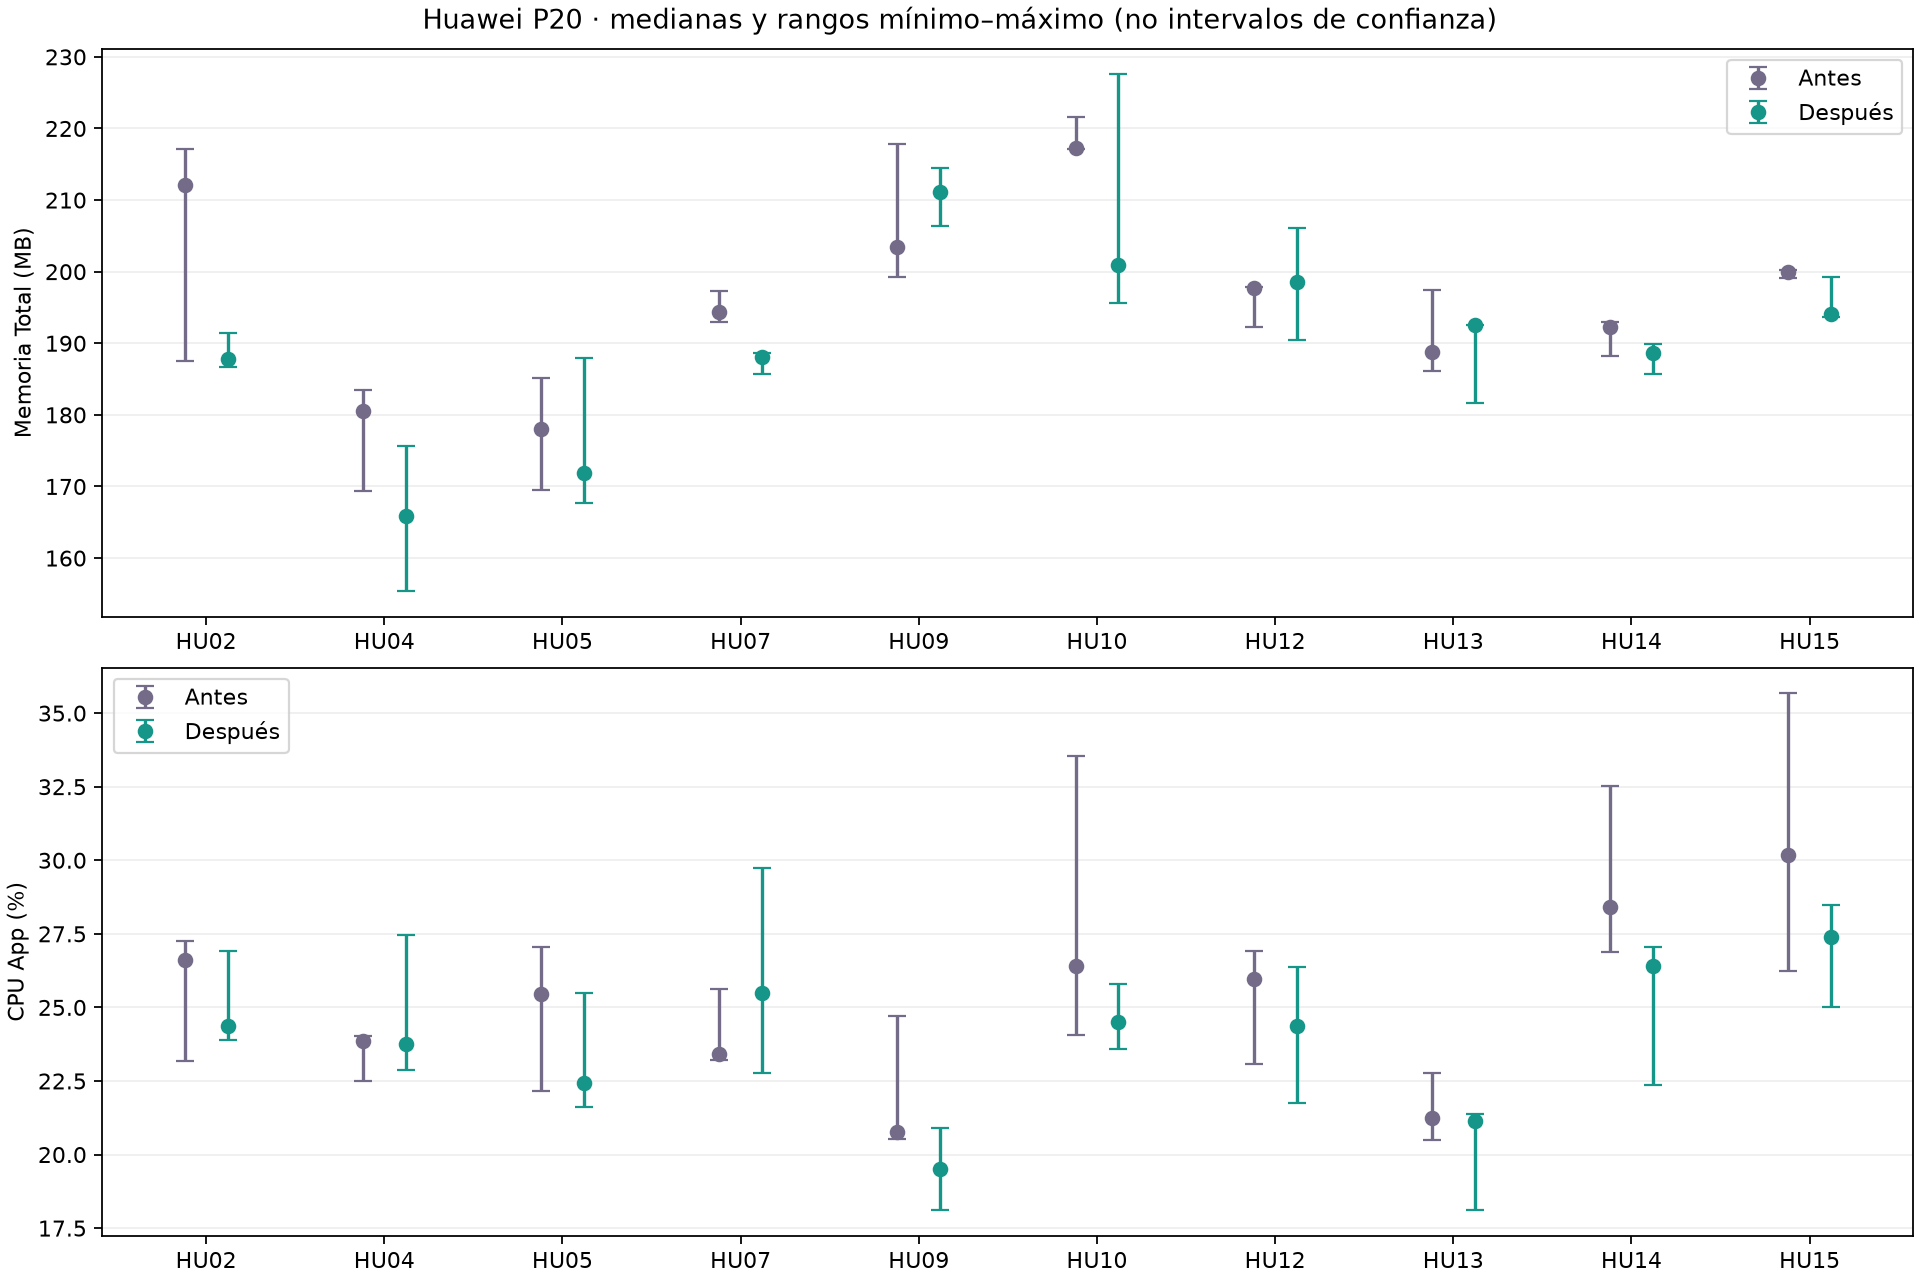 Huawei P20 · medianas y rangos mínimo–máximo (no intervalos de confianza)
Memoria Total (MB)
230
220
210
200
190
180
170
160
Antes
Después
HU02 HU04 HU05 HU07 HU09 HU10 HU12 HU13 HU14 HU15
CPU App (%)
35.0
32.5
30.0
27.5
25.0
22.5
20.0
17.5
Antes
Después
HU02 HU04 HU05 HU07 HU09 HU10 HU12 HU13 HU14 HU15